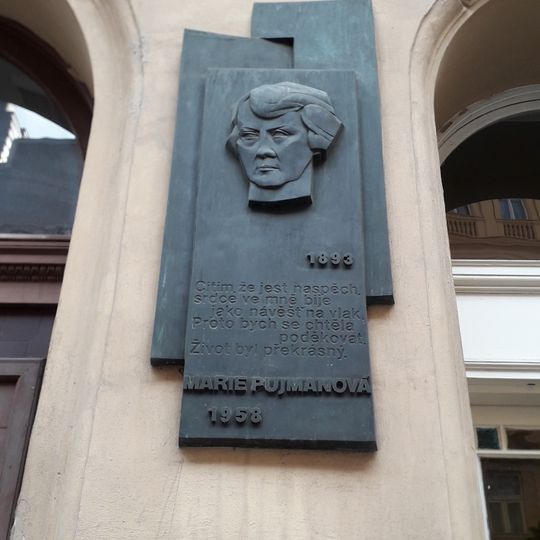 1893
Cítím, že jest naspěch,
srdce ve mně bije
jako návěšť na vlak.
Proto bych se chtěla
poděkovat.
Život byl překrásný.
MARIE PUJMANOVÁ
1958